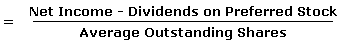 = Net Income - Dividends on Preferred Stock
Average Outstanding Shares